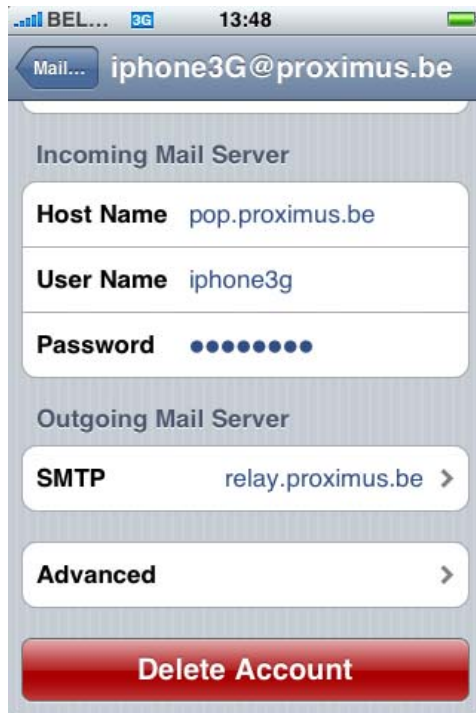 BEL... 3G 13:48
Mail... iphone3G@proximus.be
Incoming Mail Server
Host Name pop.proximus.be
User Name iphone3g
Password ●●●●●●●●
Outgoing Mail Server
SMTP relay.proximus.be
Advanced
Delete Account